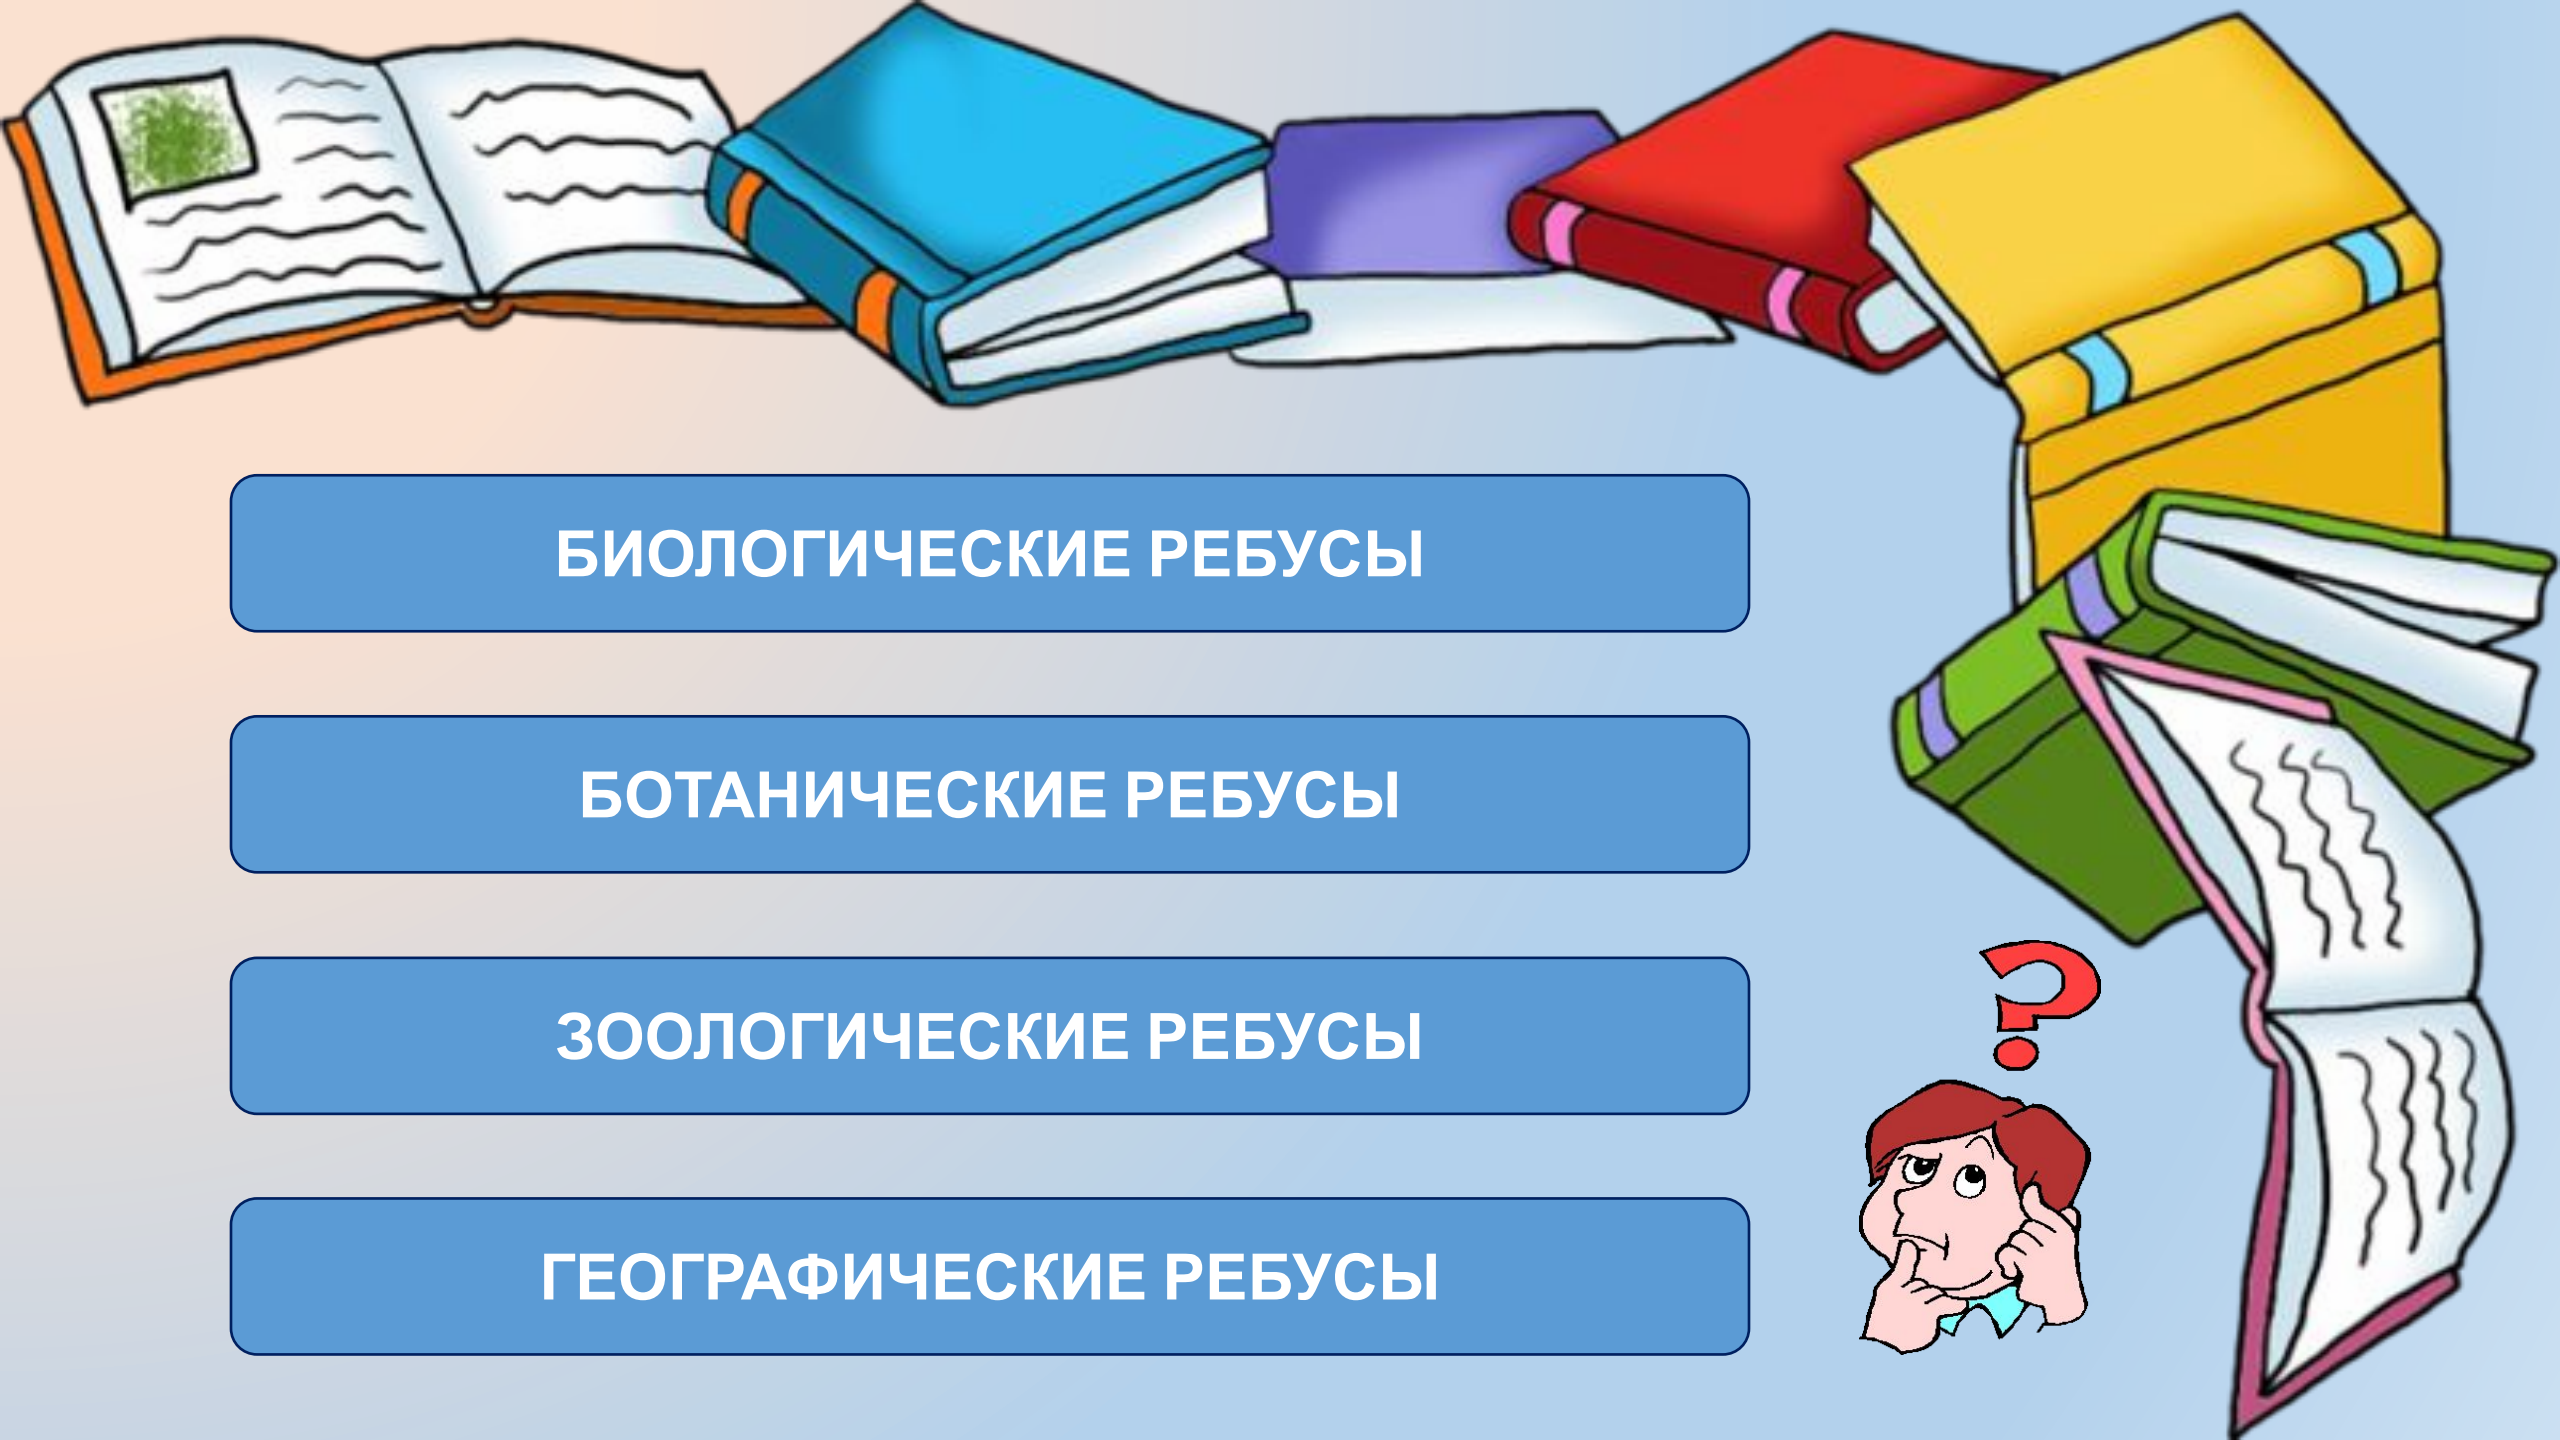 БИОЛОГИЧЕСКИЕ РЕБУСЫ
БОТАНИЧЕСКИЕ РЕБУСЫ
ЗООЛОГИЧЕСКИЕ РЕБУСЫ
ГЕОГРАФИЧЕСКИЕ РЕБУСЫ
?